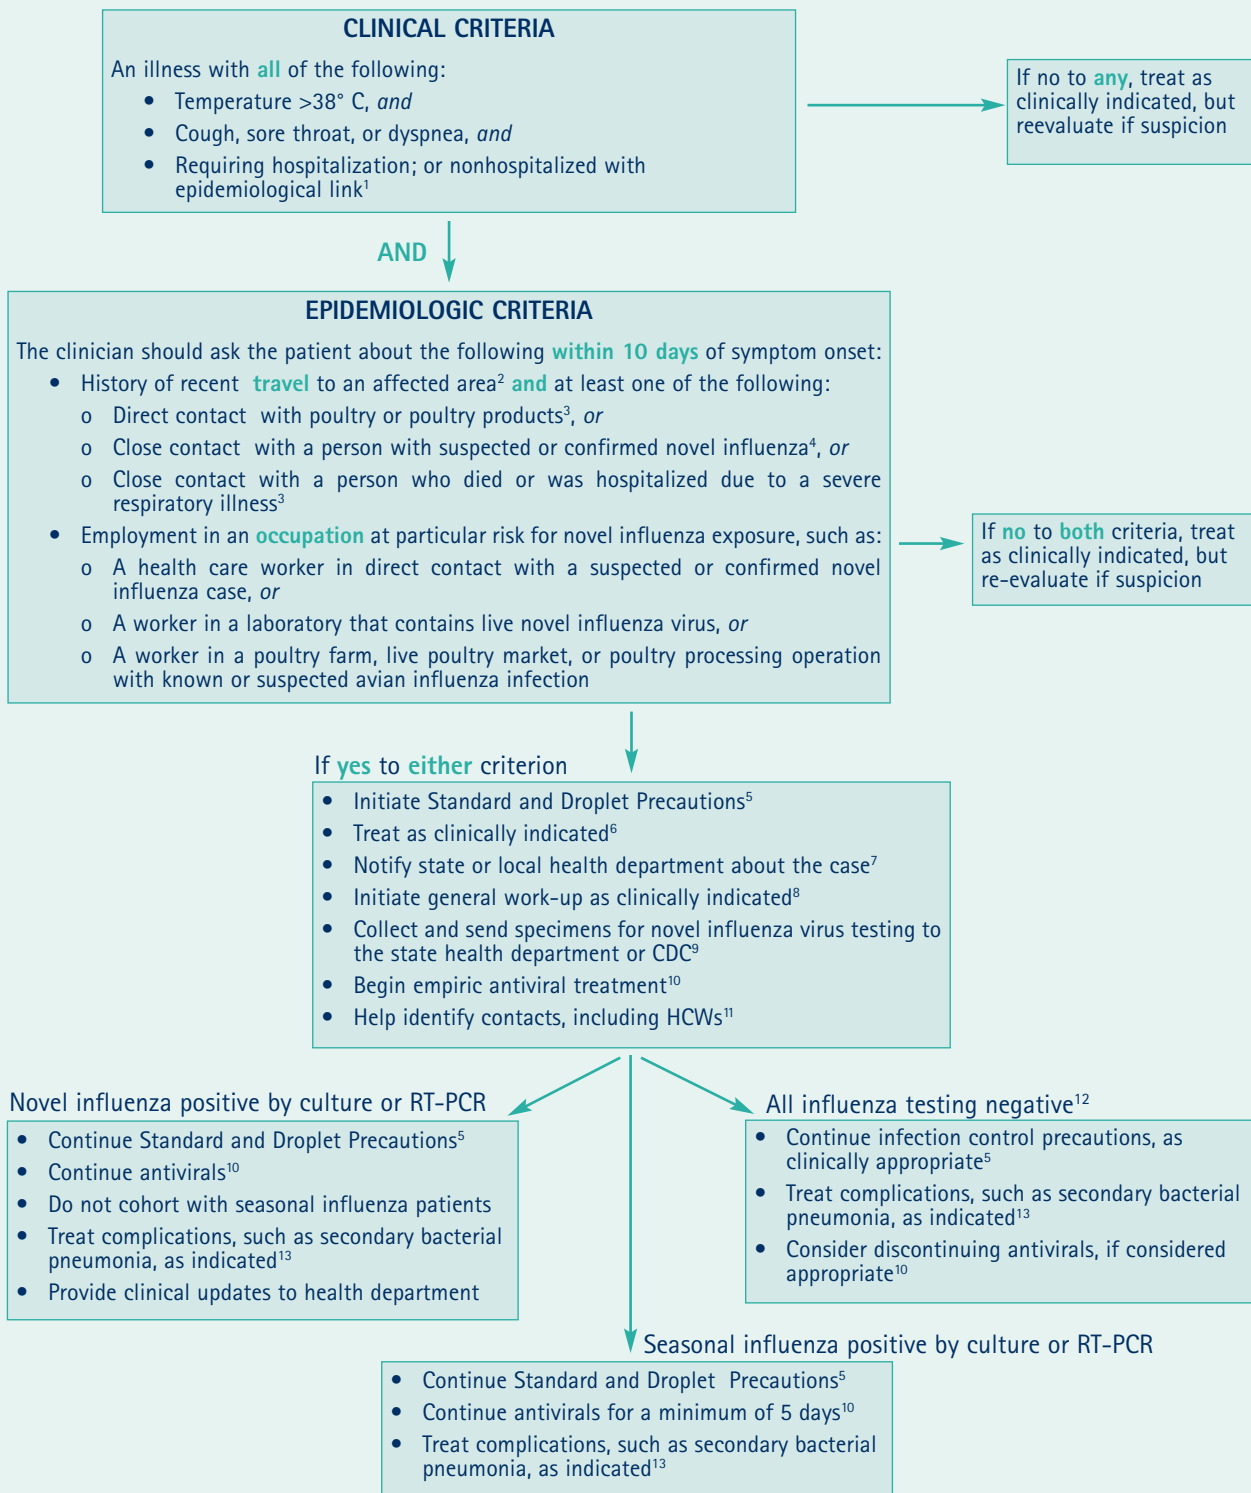 CLINICAL CRITERIA
An illness with all of the following:
• Temperature >38° C, and
• Cough, sore throat, or dyspnea, and
• Requiring hospitalization; or nonhospitalized with
epidemiological link¹
If no to any, treat as
clinically indicated, but
reevaluate if suspicion
AND
EPIDEMIOLOGIC CRITERIA
The clinician should ask the patient about the following within 10 days of symptom onset:
• History of recent travel to an affected area² and at least one of the following:
o Direct contact with poultry or poultry products³, or
o Close contact with a person with suspected or confirmed novel influenza⁴, or
o Close contact with a person who died or was hospitalized due to a severe
respiratory illness³
• Employment in an occupation at particular risk for novel influenza exposure, such as:
o A health care worker in direct contact with a suspected or confirmed novel
influenza case, or
o A worker in a laboratory that contains live novel influenza virus, or
o A worker in a poultry farm, live poultry market, or poultry processing operation
with known or suspected avian influenza infection
If no to both criteria, treat
as clinically indicated, but
re-evaluate if suspicion
If yes to either criterion
• Initiate Standard and Droplet Precautions⁵
• Treat as clinically indicated⁶
• Notify state or local health department about the case⁷
• Initiate general work-up as clinically indicated⁸
• Collect and send specimens for novel influenza virus testing to
the state health department or CDC⁹
• Begin empiric antiviral treatment¹⁰
• Help identify contacts, including HCWs¹¹
Novel influenza positive by culture or RT-PCR
• Continue Standard and Droplet Precautions⁵
• Continue antivirals¹⁰
• Do not cohort with seasonal influenza patients
• Treat complications, such as secondary bacterial
pneumonia, as indicated¹³
• Provide clinical updates to health department
All influenza testing negative¹²
• Continue infection control precautions, as
clinically appropriate⁵
• Treat complications, such as secondary bacterial
pneumonia, as indicated¹³
• Consider discontinuing antivirals, if considered
appropriate¹⁰
Seasonal influenza positive by culture or RT-PCR
• Continue Standard and Droplet Precautions⁵
• Continue antivirals for a minimum of 5 days¹⁰
• Treat complications, such as secondary bacterial
pneumonia, as indicated¹³